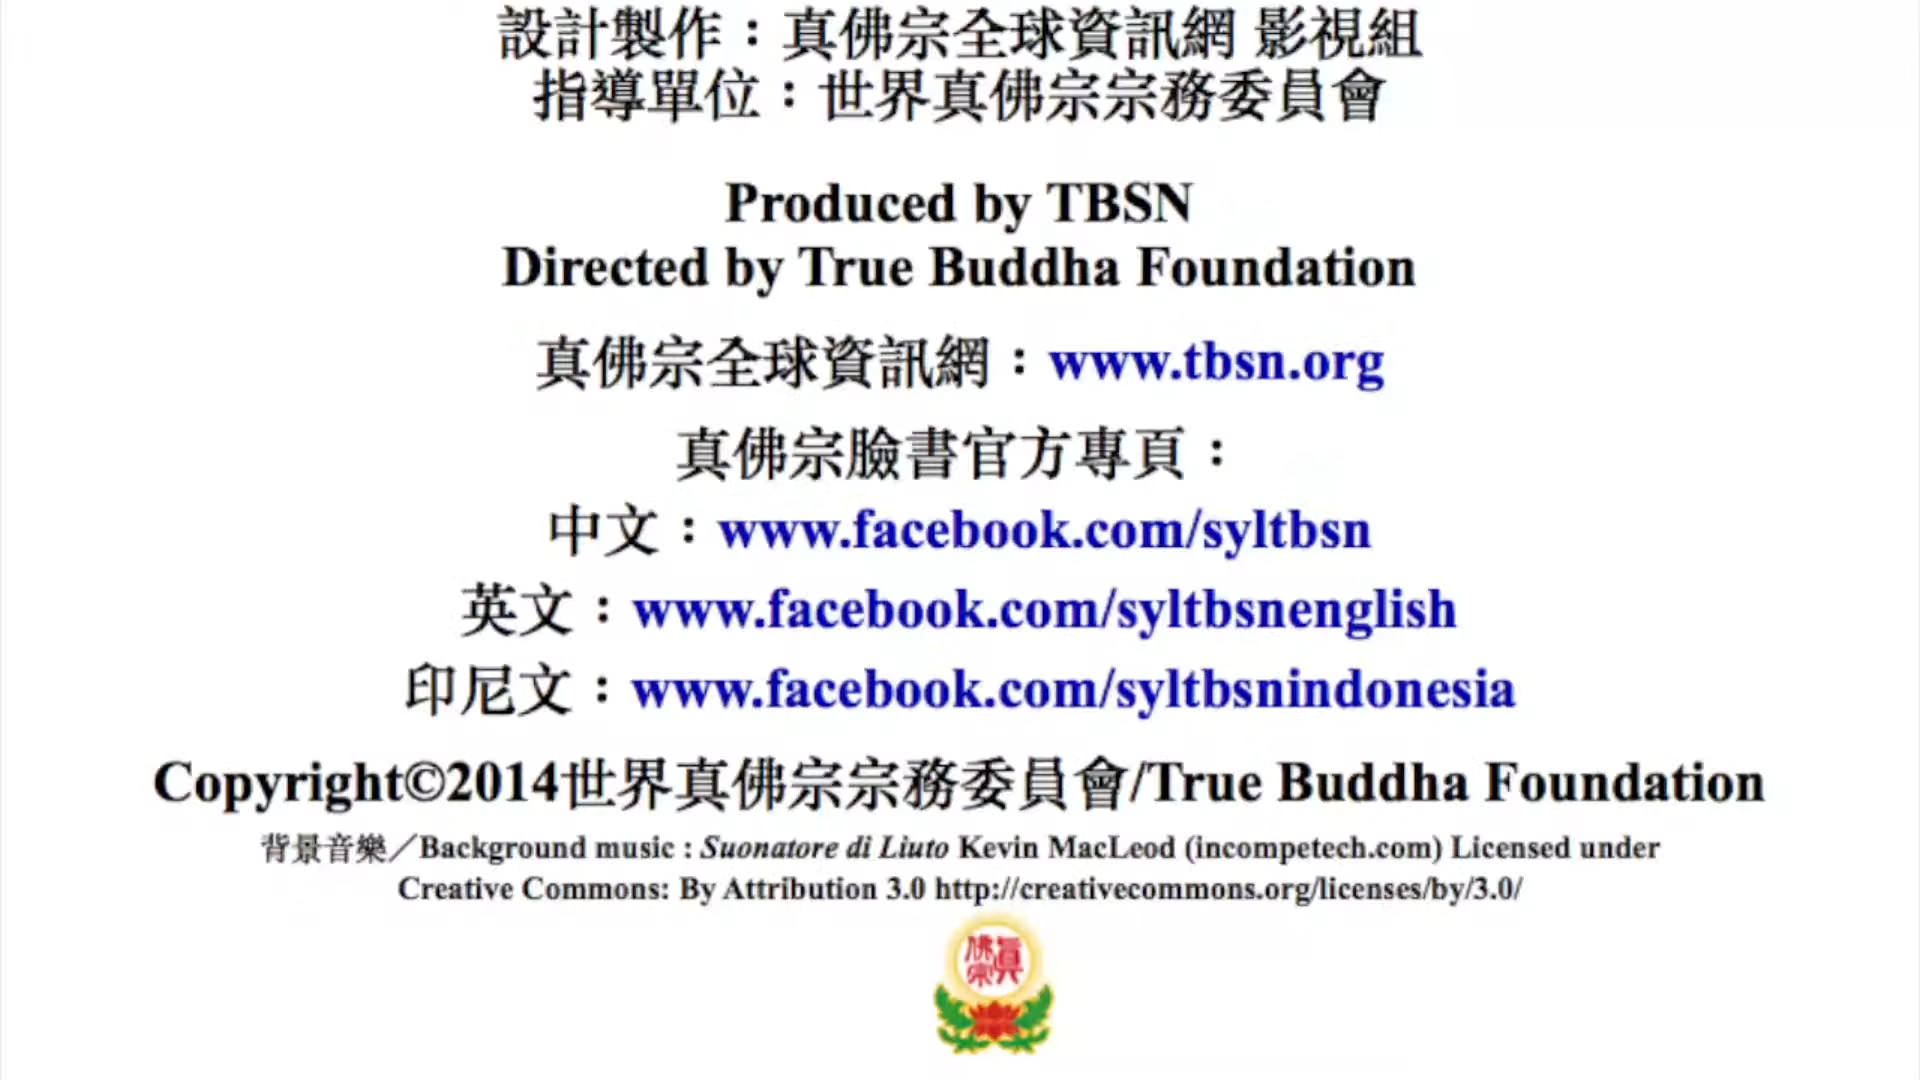 設計製作：真佛宗全球資訊網 影視組
指導單位：世界真佛宗宗務委員會
Produced by TBSN
Directed by True Buddha Foundation
真佛宗全球資訊網：www.tbsn.org
真佛宗臉書官方專頁：
中文：www.facebook.com/syltbsn
英文：www.facebook.com/syltbsnenglish
印尼文：www.facebook.com/syltbsnindonesia
Copyright©2014世界真佛宗宗務委員會/True Buddha Foundation
背景音樂／Background music : Suonatore di Liuto Kevin MacLeod (incompetech.com) Licensed under
Creative Commons: By Attribution 3.0 http://creativecommons.org/licenses/by/3.0/
真佛宗